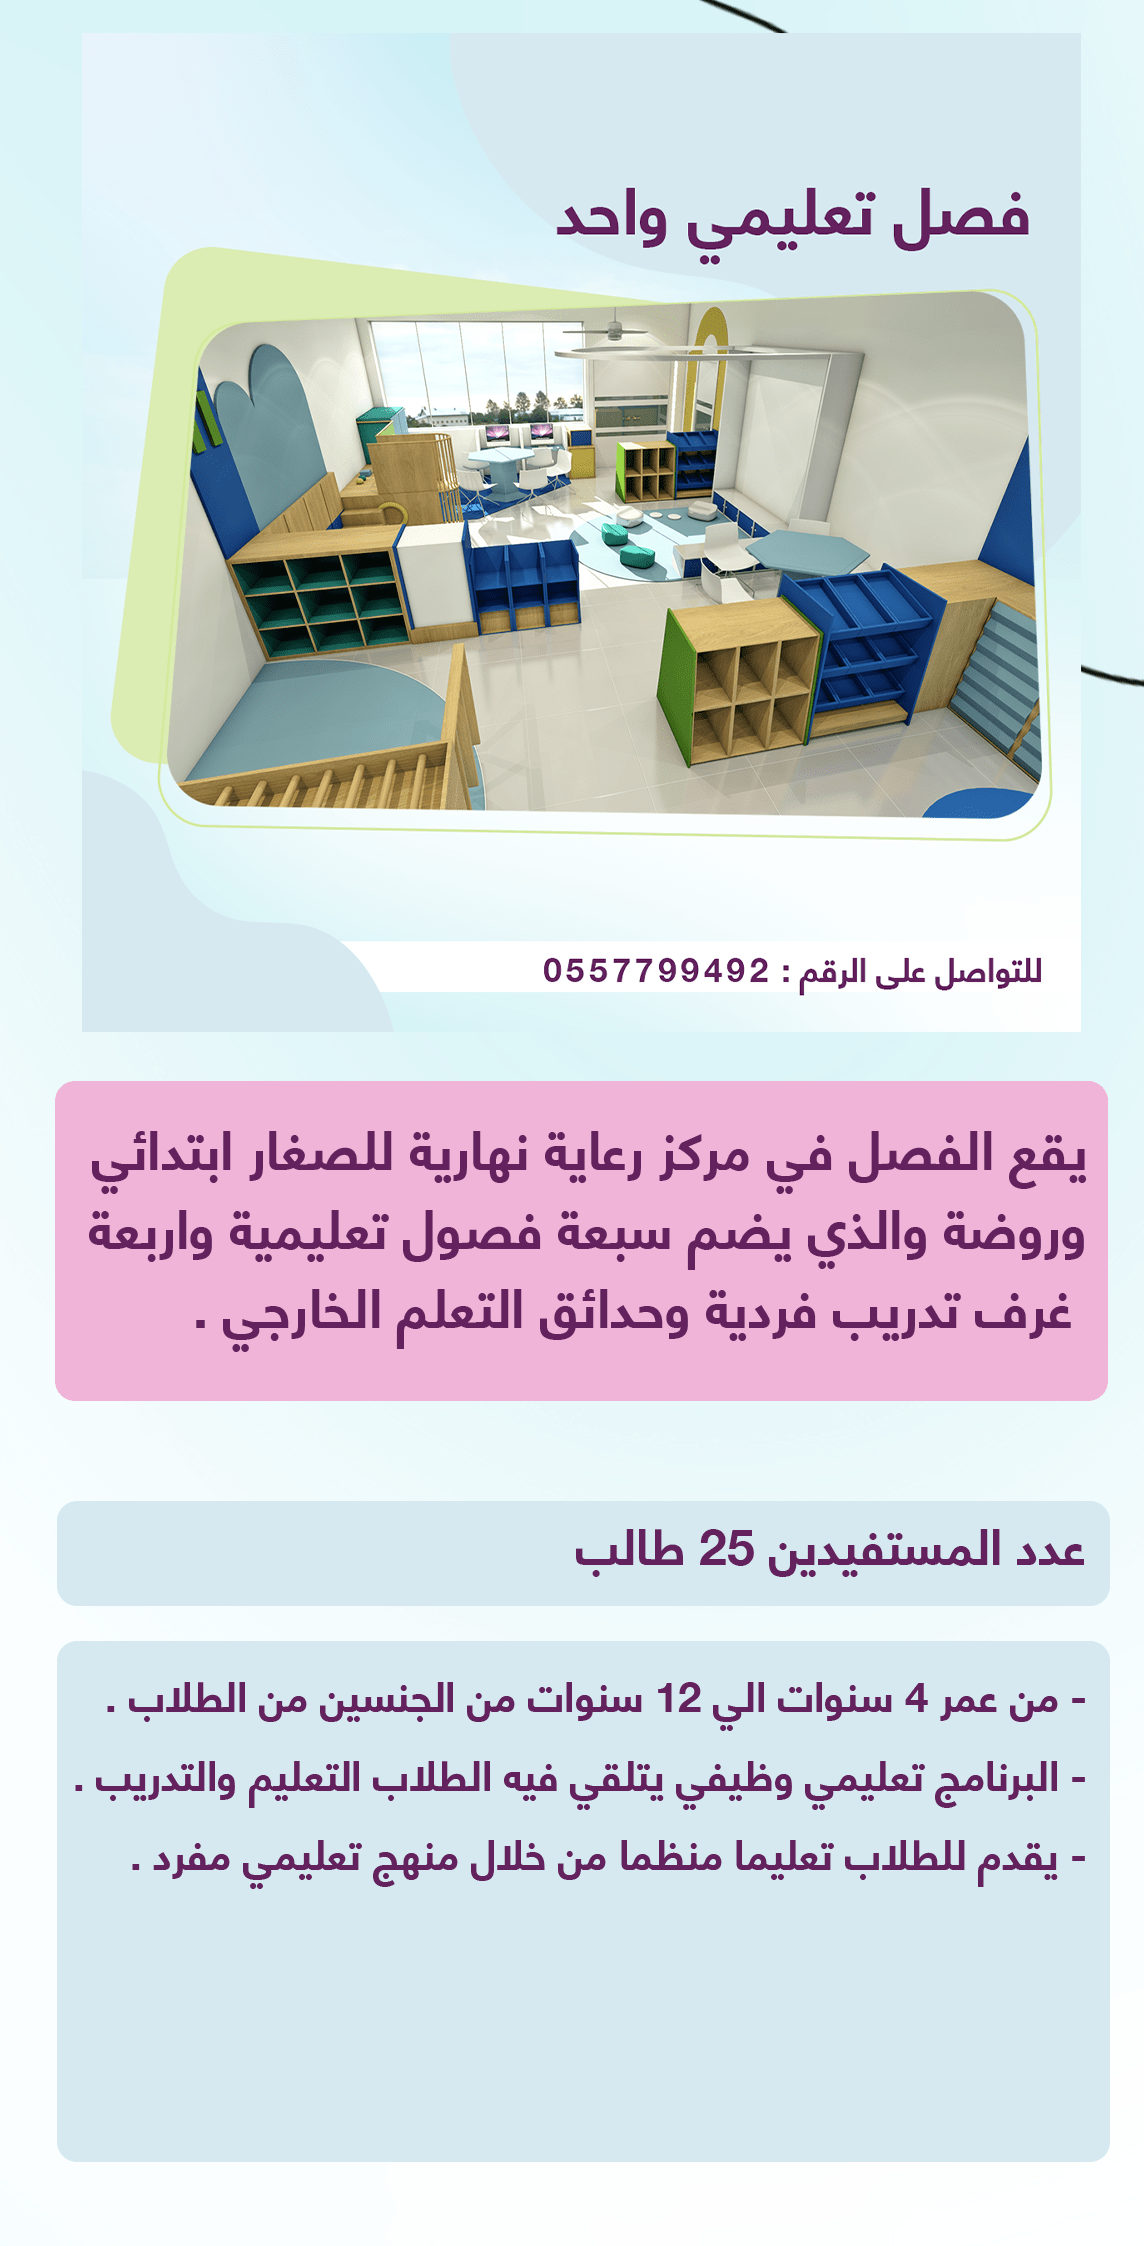 فصل تعليمي واحد
للتواصل على الرقم : 0557799492
يقع الفصل في مركز رعاية نهارية للصغار ابتدائي
وروضة والذي يضم سبعة فصول تعليمية واربعة
غرف تدريب فردية وحدائق التعلم الخارجي .
عدد المستفيدين 25 طالب
- من عمر 4 سنوات الي 12 سنوات من الجنسين من الطلاب .
- البرنامج تعليمي وظيفي يتلقي فيه الطلاب التعليم والتدريب .
- يقدم للطلاب تعليما منظما من خلال منهج تعليمي مفرد .